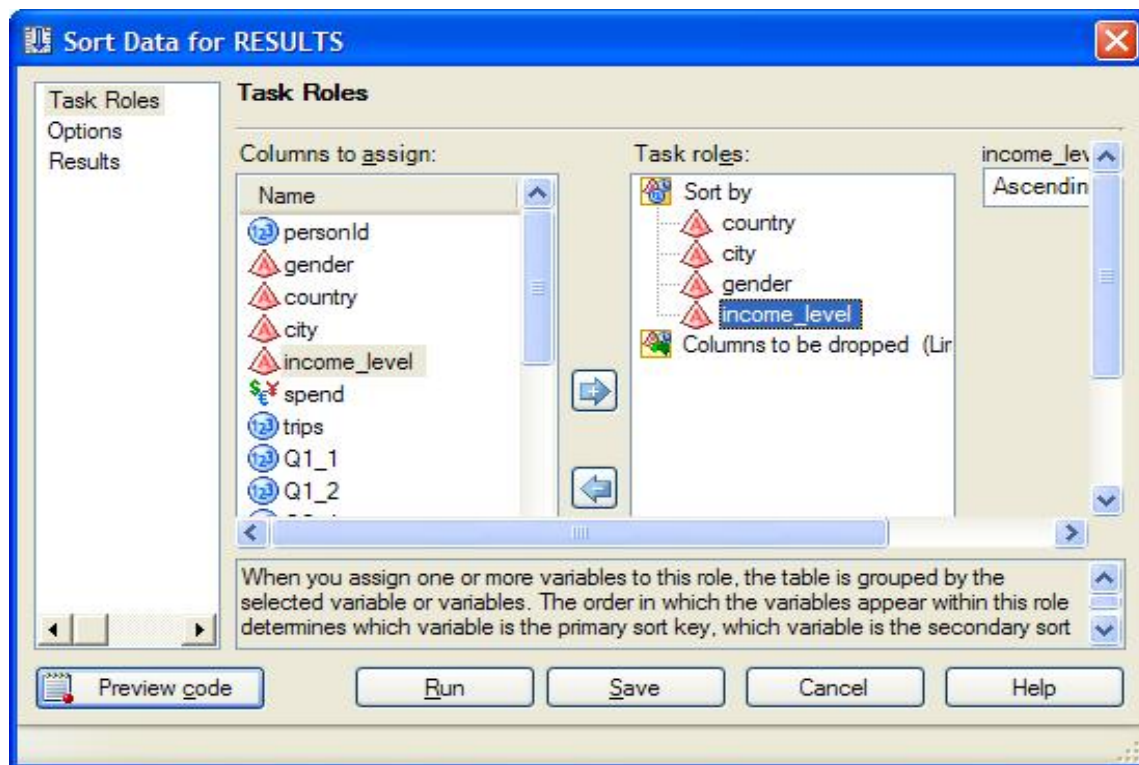 Sort Data for RESULTS
Task Roles
Options
Results
Task Roles
Columns to assign:
Name
personId
gender
country
city
income_level
spend
trips
Q1_1
Q1_2
Task roles:
Sort by
country
city
gender
income_level
Columns to be dropped (Lir
income_lev
Ascendin
When you assign one or more variables to this role, the table is grouped by the
selected variable or variables. The order in which the variables appear within this role
determines which variable is the primary sort key, which variable is the secondary sort
Preview code
Run
Save
Cancel
Help